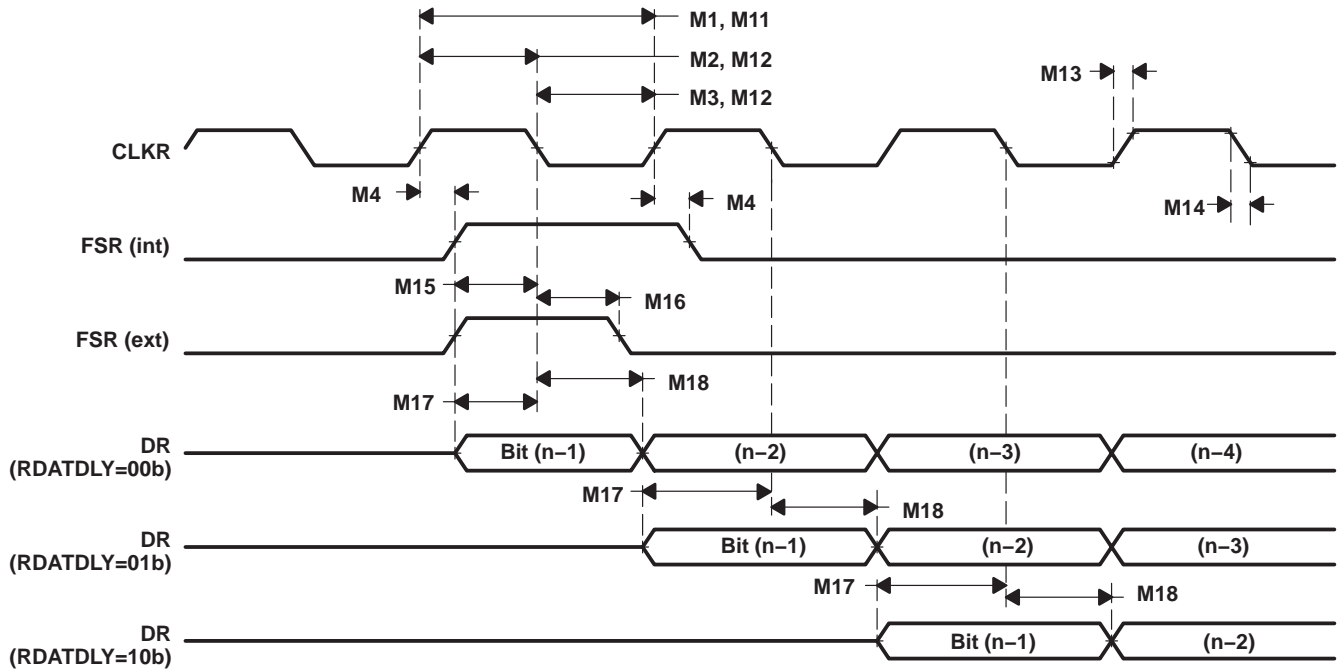 M1, M11
M2, M12
M13
M3, M12
CLKR
M4
M4
M14
FSR (int)
M15
M16
FSR (ext)
M18
M17
DR
(RDATDLY=00b)
Bit (n−1)
(n−2)
(n−3)
(n−4)
M17
M18
DR
(RDATDLY=01b)
Bit (n−1)
(n−2)
(n−3)
M17
M18
DR
(RDATDLY=10b)
Bit (n−1)
(n−2)